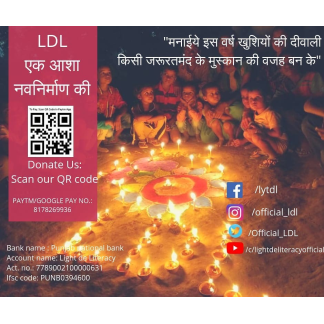 LDL
एक आशा
नवनिर्माण की
"मनाईये इस वर्ष खुशियों की दीवाली
किसी जरूरतमंद के मुस्कान की वजह बन के"
Donate Us:
Scan our QR code
PAYTM/GOOGLE PAY NO.:
8178269936
/lytdl
/official_ldl
/Official_LDL
/c/lightdeliteracyofficial
Bank name : Punjab national bank
Account name: Light de Literacy
Act. no.: 7789002100000631
Ifsc code: PUNB0394600